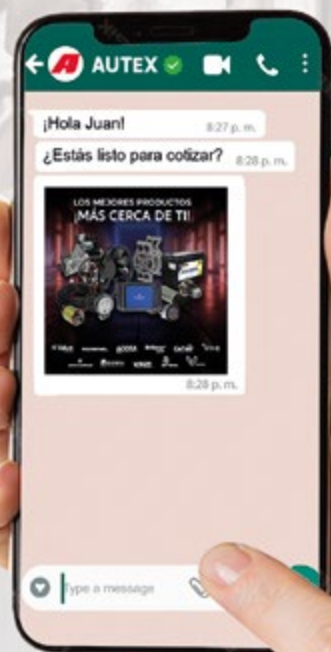 AUTEX
¡Hola Juan!
8:27 p. m.
¿Estás listo para cotizar?
8:28 p. m.
LOS MEJORES PRODUCTOS
¡MÁS CERCA DE TI!
8:28 p. m.
Type a message